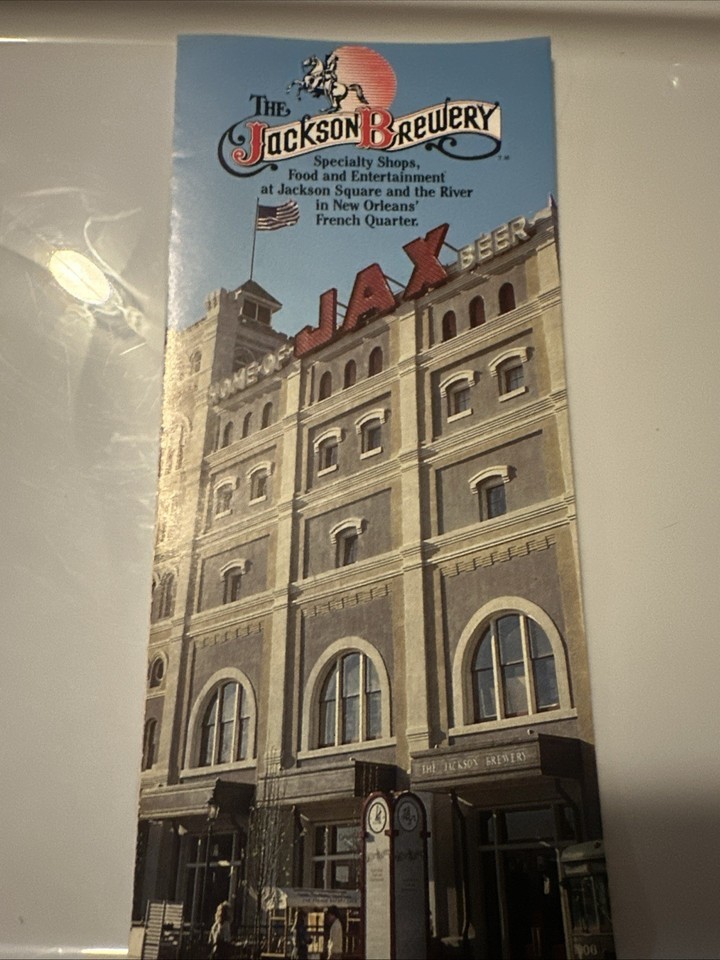 THE
JACKSON BREWERY
Specialty Shops,
Food and Entertainment
at Jackson Square and the River
in New Orleans'
French Quarter.
HOME OF JAX BEER
THE JACKSON BREWERY